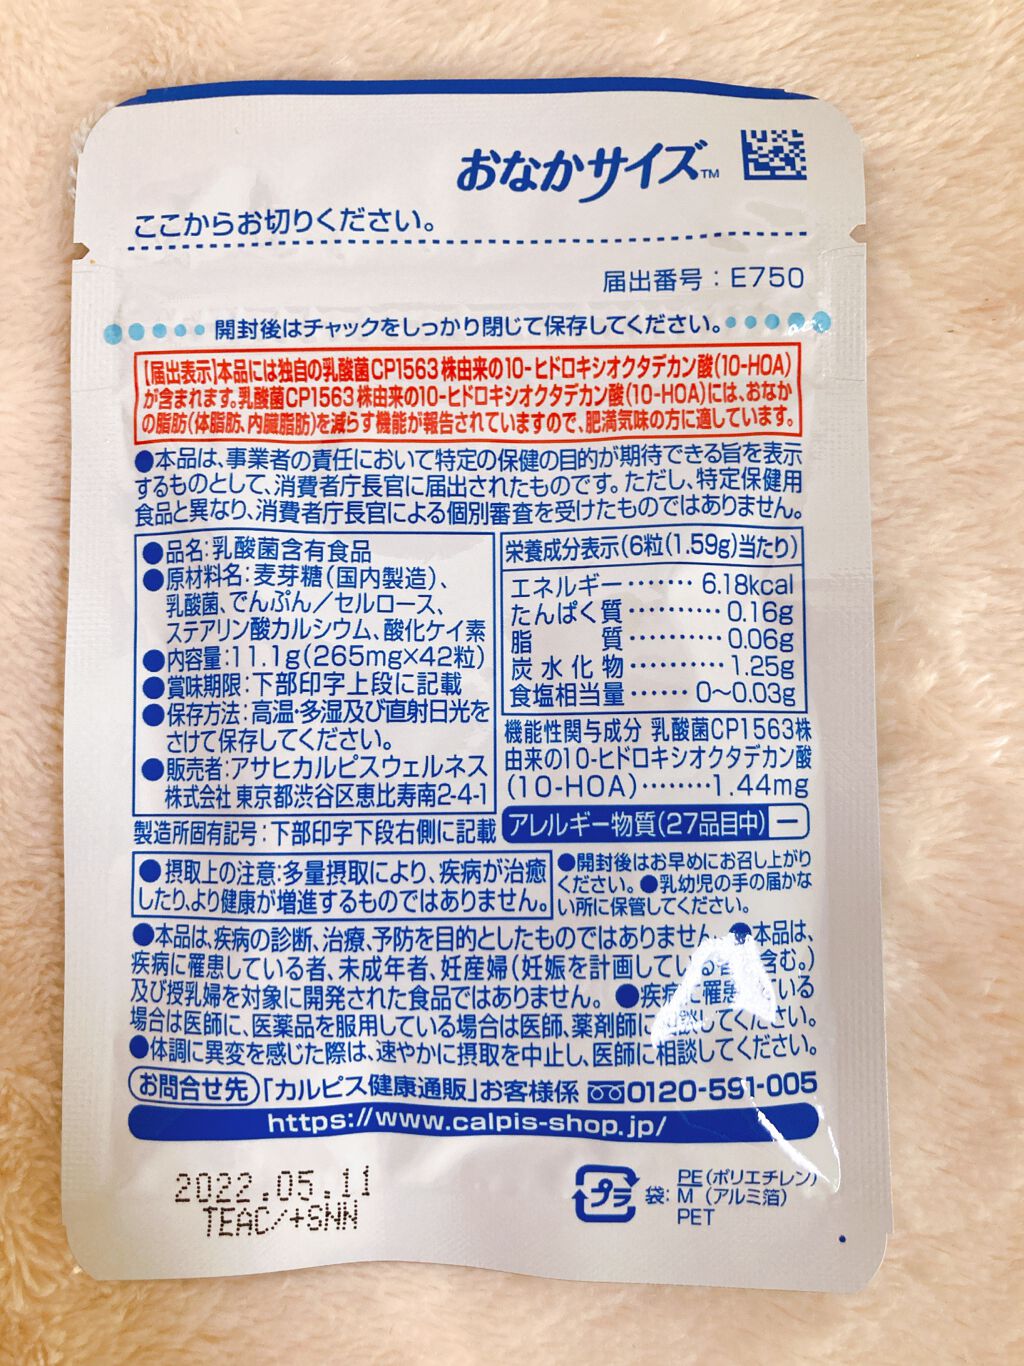 おなかサイズ™
ここからお切りください。
届出番号：E750
開封後はチャックをしっかり閉じて保存してください。
【届出表示】本品には独自の乳酸菌CP1563株由来の10-ヒドロキシオクタデカン酸(10-HOA)
が含まれます。乳酸菌CP1563株由来の10-ヒドロキシオクタデカン酸(10-HOA)には、おなか
の脂肪(体脂肪、内臓脂肪)を減らす機能が報告されていますので、肥満気味の方に適しています。
●本品は、事業者の責任において特定の保健の目的が期待できる旨を表示
するものとして、消費者庁長官に届出されたものです。ただし、特定保健用
食品と異なり、消費者庁長官による個別審査を受けたものではありません。
●品名：乳酸菌含有食品
●原材料名：麦芽糖(国内製造)、
乳酸菌、でんぷん／セルロース、
ステアリン酸カルシウム、酸化ケイ素
●内容量：11.1g(265mg×42粒)
●賞味期限：下部印字上段に記載
●保存方法：高温・多湿及び直射日光を
さけて保存してください。
●販売者：アサヒカルピスウェルネス
株式会社 東京都渋谷区恵比寿南2-4-1
製造所固有記号：下部印字下段右側に記載
栄養成分表示(6粒(1.59g)当たり)
エネルギー‥‥‥‥6.18kcal
たんぱく質‥‥‥‥‥0.16g
脂　　質‥‥‥‥‥0.06g
炭水化物‥‥‥‥‥1.25g
食塩相当量‥‥‥0〜0.03g
機能性関与成分 乳酸菌CP1563株
由来の10-ヒドロキシオクタデカン酸
(10-HOA)‥‥‥‥1.44mg
アレルギー物質(27品目中) ー
●摂取上の注意：多量摂取により、疾病が治癒
したり、より健康が増進するものではありません。
●開封後はお早めにお召し上がり
ください。●乳幼児の手の届かな
い所に保管してください。
●本品は、疾病の診断、治療、予防を目的としたものではありません。●本品は、
疾病に罹患している者、未成年者、妊産婦(妊娠を計画している者を含む。)
及び授乳婦を対象に開発された食品ではありません。●疾病に罹患している
場合は医師に、医薬品を服用している場合は医師、薬剤師に相談してください。
●体調に異変を感じた際は、速やかに摂取を中止し、医師に相談してください。
お問合せ先「カルピス健康通販」お客様係 0120-591-005
https://www.calpis-shop.jp/
2022.05.11
TEAC/+SNN
プラ 袋：PE(ポリエチレン)
M (アルミ箔)
PET